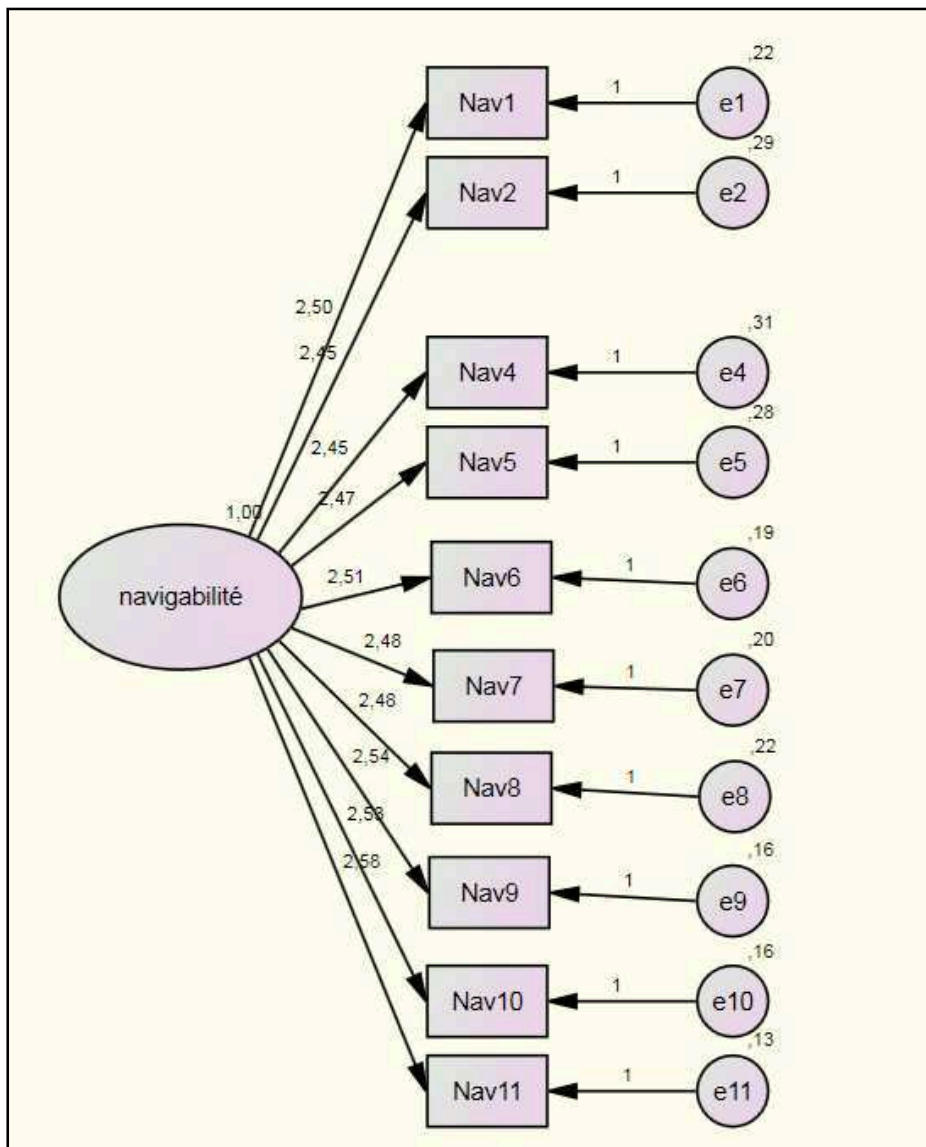 ,22
Nav1
1
e1
,29
Nav2
1
e2
2,50
2,45
,31
Nav4
1
e4
2,45
,28
Nav5
1
e5
2,47
1,00
navigabilité
2,51
,19
Nav6
1
e6
2,48
,20
Nav7
1
e7
2,48
,22
Nav8
1
e8
2,54
2,53
,16
Nav9
1
e9
2,58
,16
Nav10
1
e10
,13
Nav11
1
e11